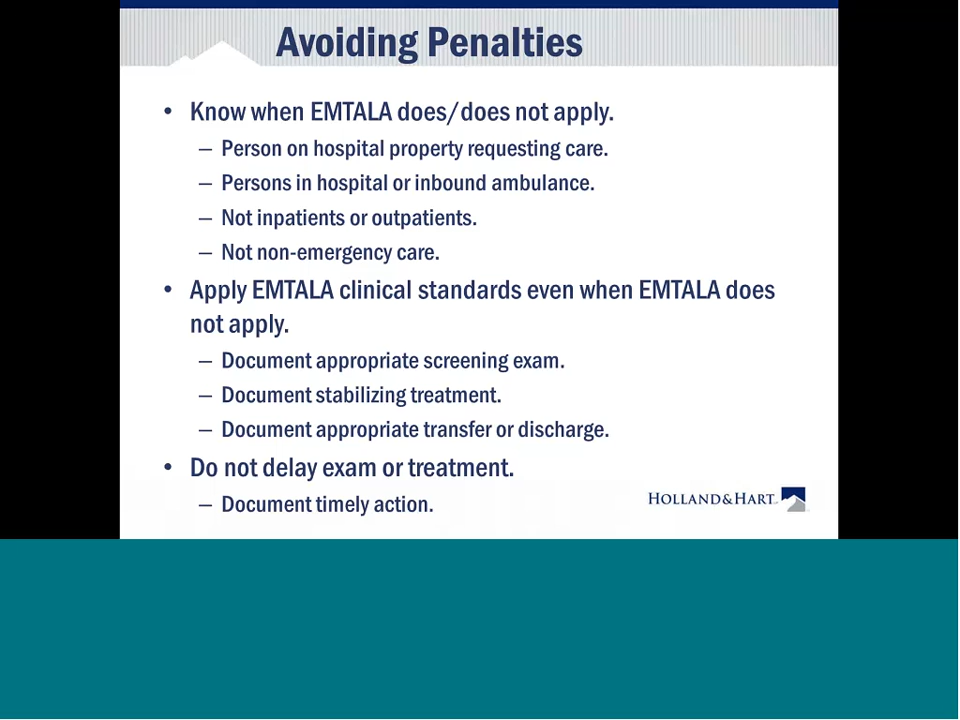 Avoiding Penalties
• Know when EMTALA does/does not apply.
– Person on hospital property requesting care.
– Persons in hospital or inbound ambulance.
– Not inpatients or outpatients.
– Not non-emergency care.
• Apply EMTALA clinical standards even when EMTALA does
not apply.
– Document appropriate screening exam.
– Document stabilizing treatment.
– Document appropriate transfer or discharge.
• Do not delay exam or treatment.
– Document timely action.
HOLLAND&HART